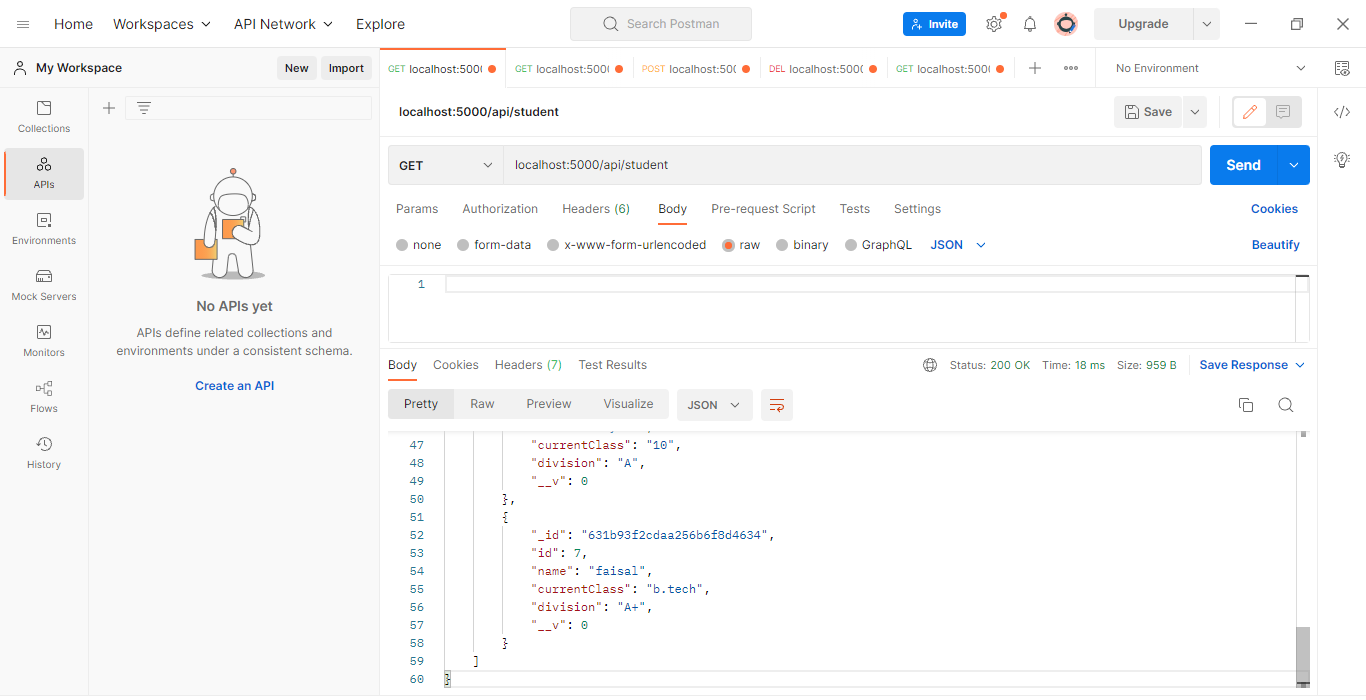 Home Workspaces API Network Explore Search Postman Invite Upgrade
My Workspace New Import
GET localhost:500( GET localhost:500( POST localhost:500 DEL localhost:500( GET localhost:500( No Environment
Collections
APIs
Environments
Mock Servers
Monitors
Flows
History
No APIs yet
APIs define related collections and
environments under a consistent schema.
Create an API
localhost:5000/api/student Save
GET localhost:5000/api/student Send
Params Authorization Headers (6) Body Pre-request Script Tests Settings Cookies
none form-data x-www-form-urlencoded raw binary GraphQL JSON Beautify
1
Body Cookies Headers (7) Test Results Status: 200 OK Time: 18 ms Size: 959 B Save Response
Pretty Raw Preview Visualize JSON
47 "currentClass": "10",
48 "division": "A",
49 "__v": 0
50 },
51 {
52 "_id": "631b93f2cdaa256b6f8d4634",
53 "id": 7,
54 "name": "faisal",
55 "currentClass": "b.tech",
56 "division": "A+",
57 "__v": 0
58 }
59 ]
60 }